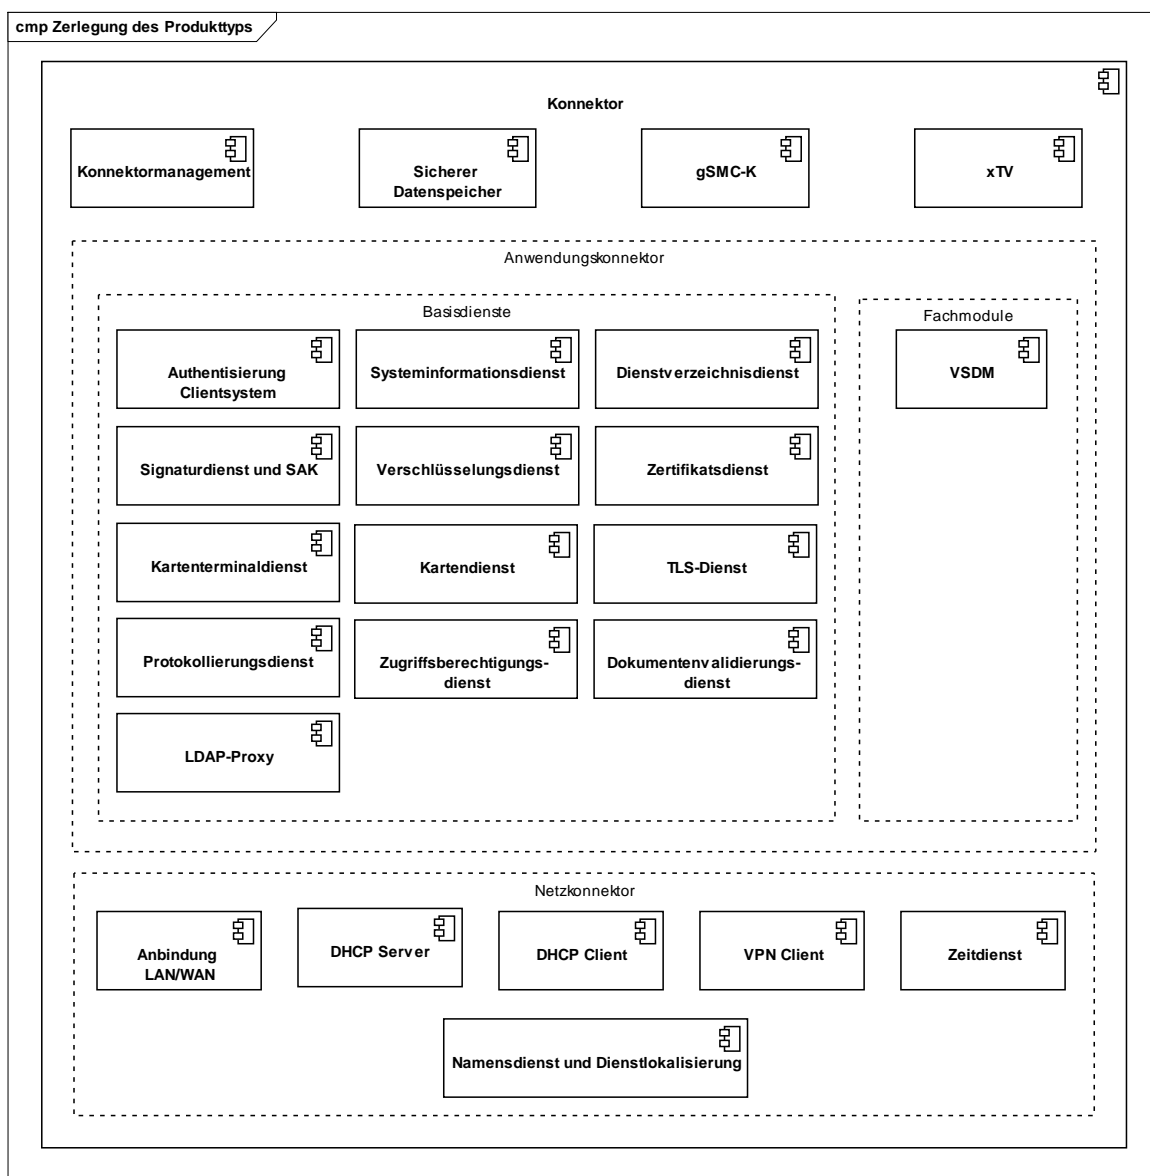 cmp Zerlegung des Produkttyps
Konnektor
Konnektormanagement
Sicherer
Datenspeicher
gSMC-K
xTV
Anwendungskonnektor
Basisdienste
Fachmodule
Authentisierung
Clientsystem
Systeminformationsdienst
Dienstverzeichnisdienst
VSDM
Signaturdienst und SAK
Verschlüsselungsdienst
Zertifikatsdienst
Kartenterminaldienst
Kartendienst
TLS-Dienst
Protokollierungsdienst
Zugriffsberechtigungs-
dienst
Dokumentenvalidierungs-
dienst
LDAP-Proxy
Netzkonnektor
Anbindung
LAN/WAN
DHCP Server
DHCP Client
VPN Client
Zeitdienst
Namensdienst und Dienstlokalisierung